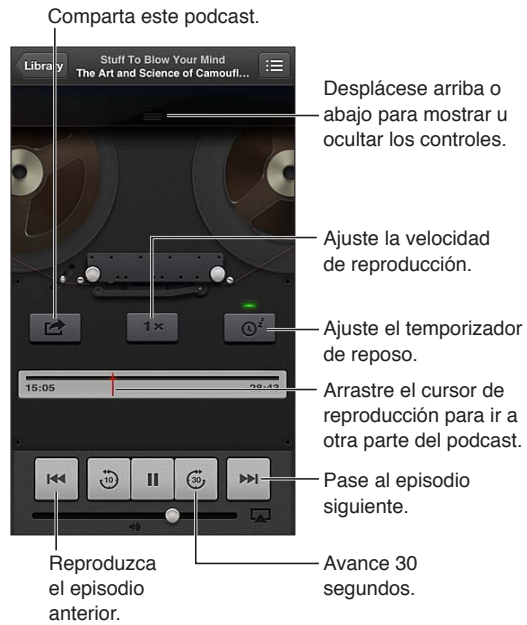 Comparta este podcast.
Library
Stuff To Blow Your Mind
The Art and Science of Camoufl...
Desplácese arriba o
abajo para mostrar u
ocultar los controles.
Ajuste la velocidad
de reproducción.
1x
z
Ajuste el temporizador
de reposo.
15:05
-28:43
Arrastre el cursor de
reproducción para ir a
otra parte del podcast.
10
30
Pase al episodio
siguiente.
Reproduzca
el episodio
anterior.
Avance 30
segundos.